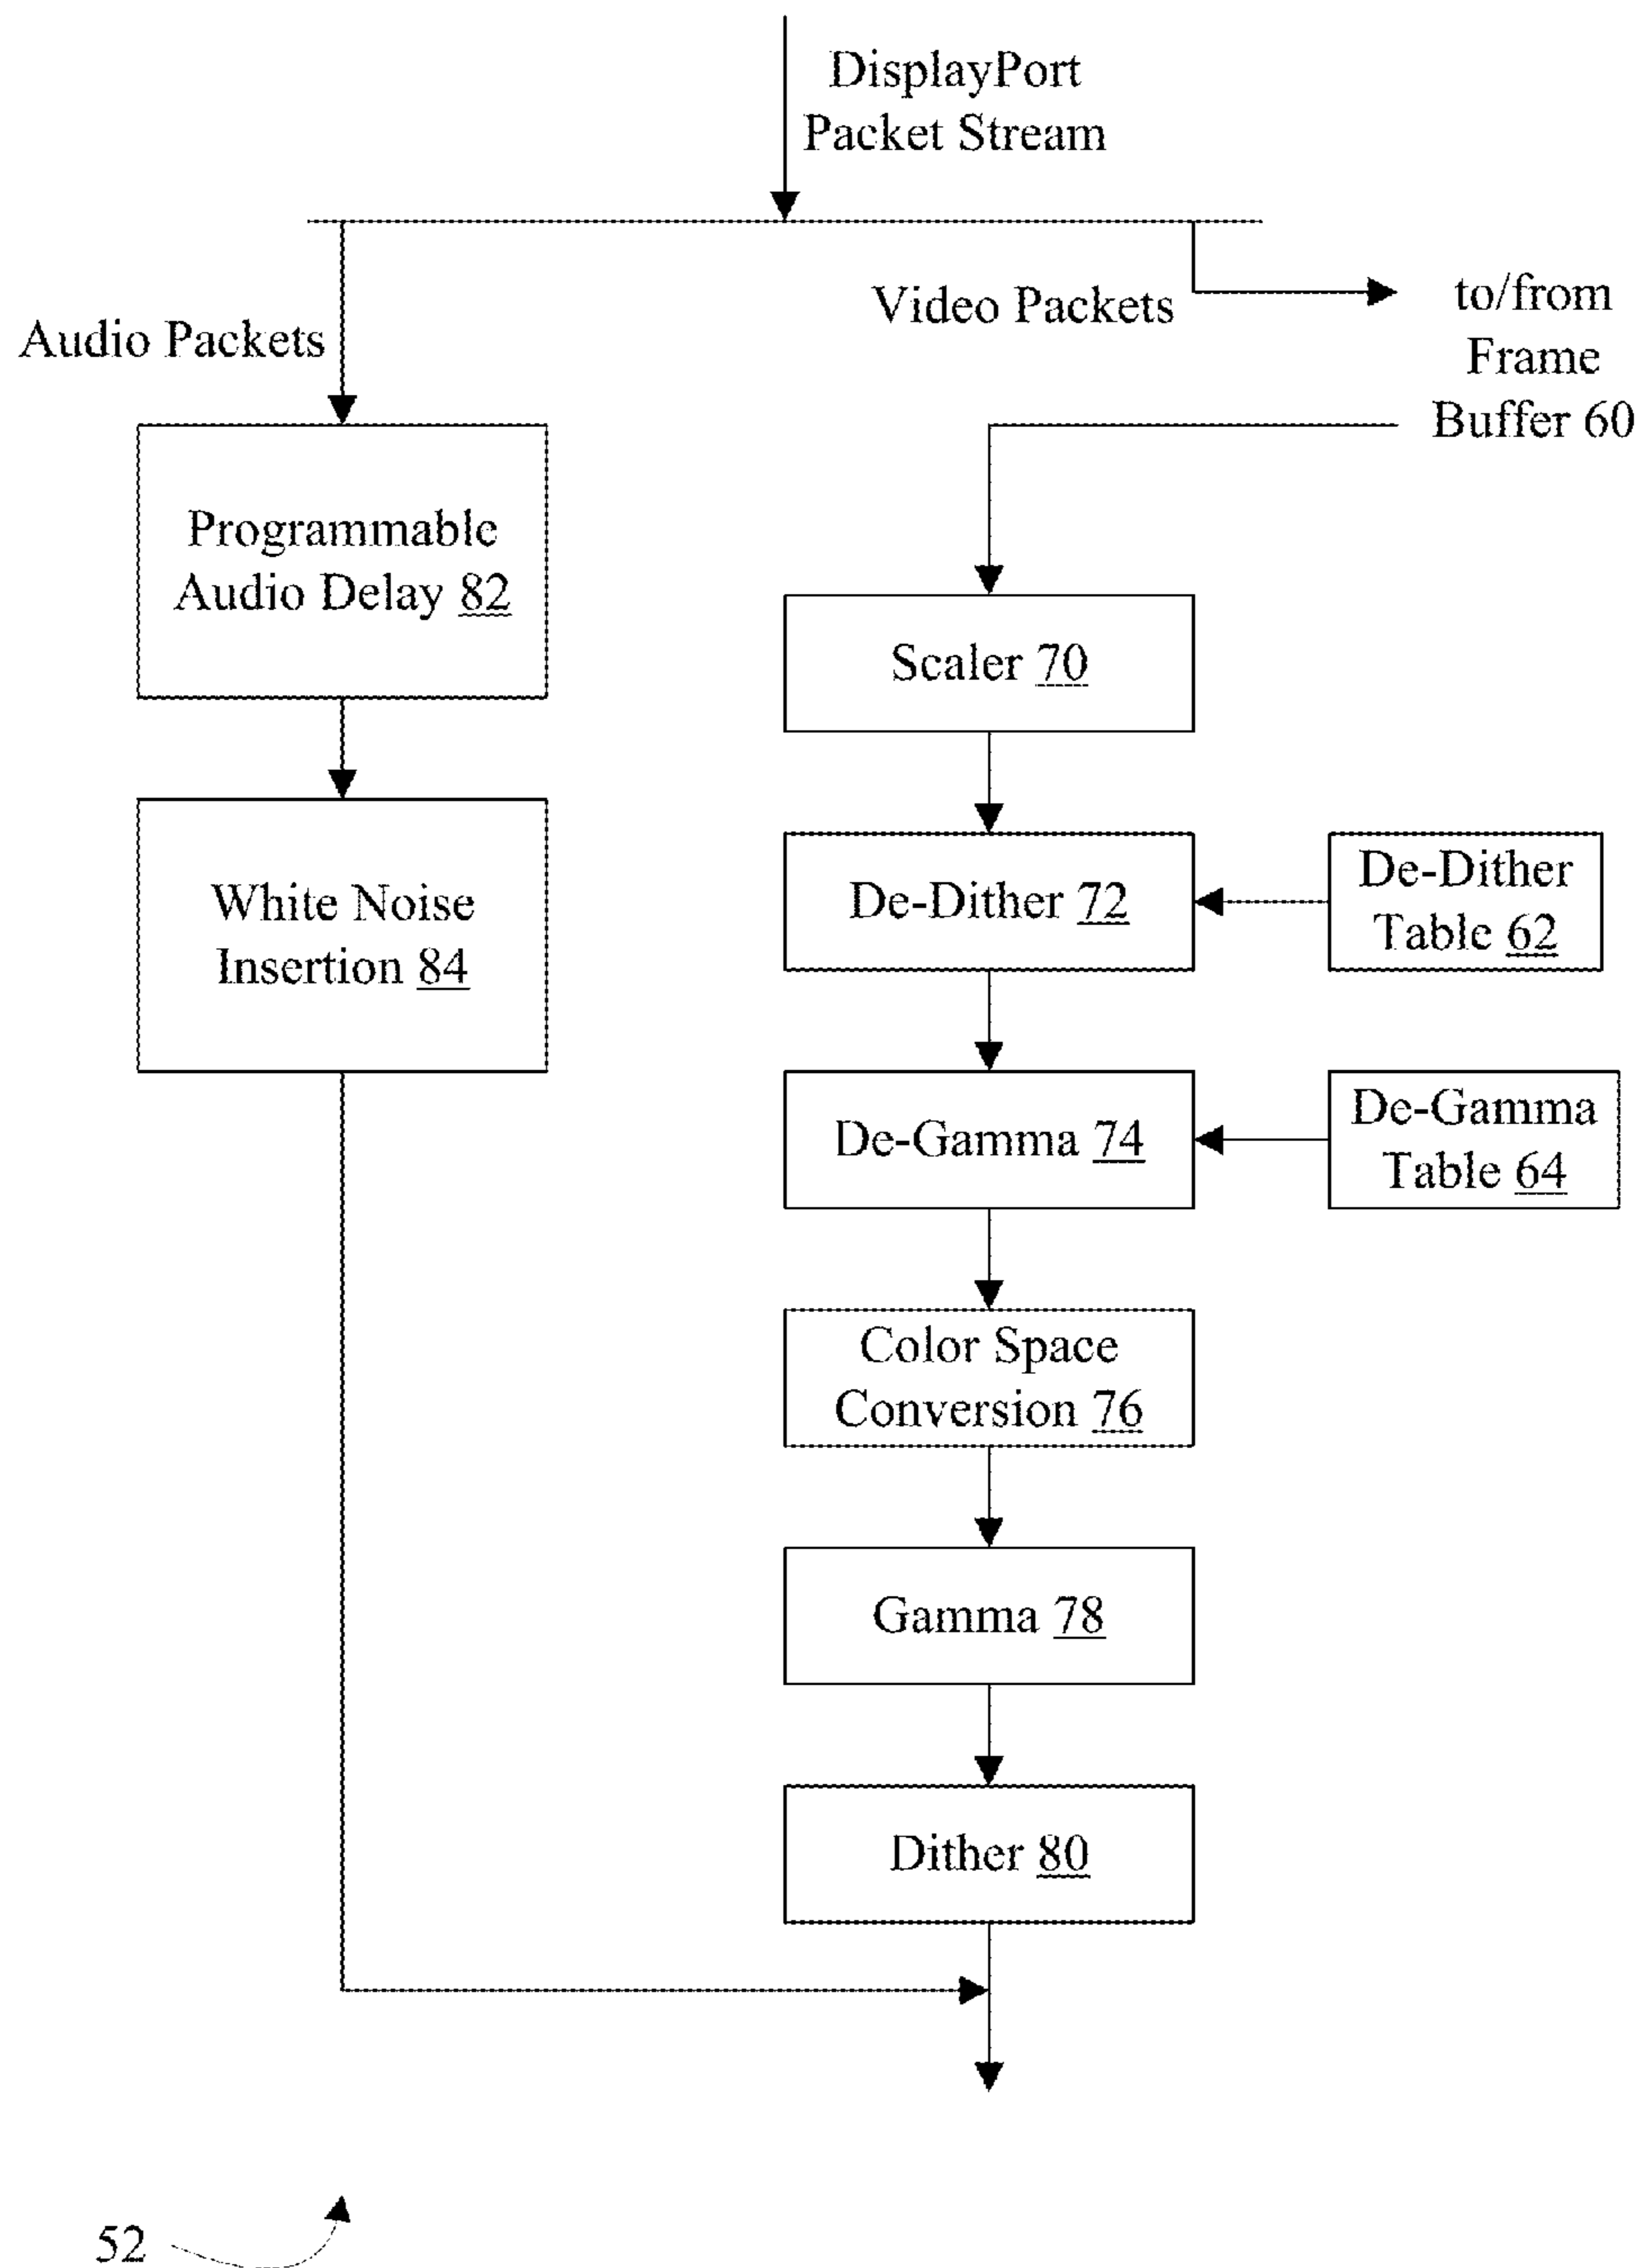 DisplayPort
Packet Stream
Audio Packets
Video Packets
to/from
Frame
Buffer 60
Programmable
Audio Delay 82
White Noise
Insertion 84
Scaler 70
De-Dither 72
De-Dither
Table 62
De-Gamma 74
De-Gamma
Table 64
Color Space
Conversion 76
Gamma 78
Dither 80
52